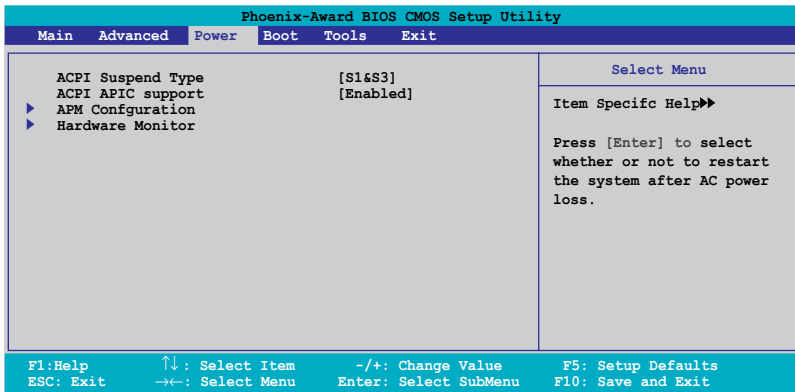 Phoenix-Award BIOS CMOS Setup Utility
Main Advanced Power Boot Tools Exit
ACPI Suspend Type [S1&S3]
ACPI APIC support [Enabled]
APM Confguration
Hardware Monitor
Select Menu
Item Specifc Help
Press [Enter] to select
whether or not to restart
the system after AC power
loss.
F1:Help ↑↓: Select Item -/+: Change Value F5: Setup Defaults
ESC: Exit →←: Select Menu Enter: Select SubMenu F10: Save and Exit